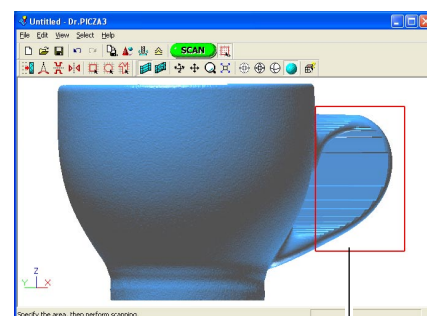 Untitled - Dr.PICZA3
File Edit View Select Help
SCAN
Z
Y X
Specify the area, then perform scanning.